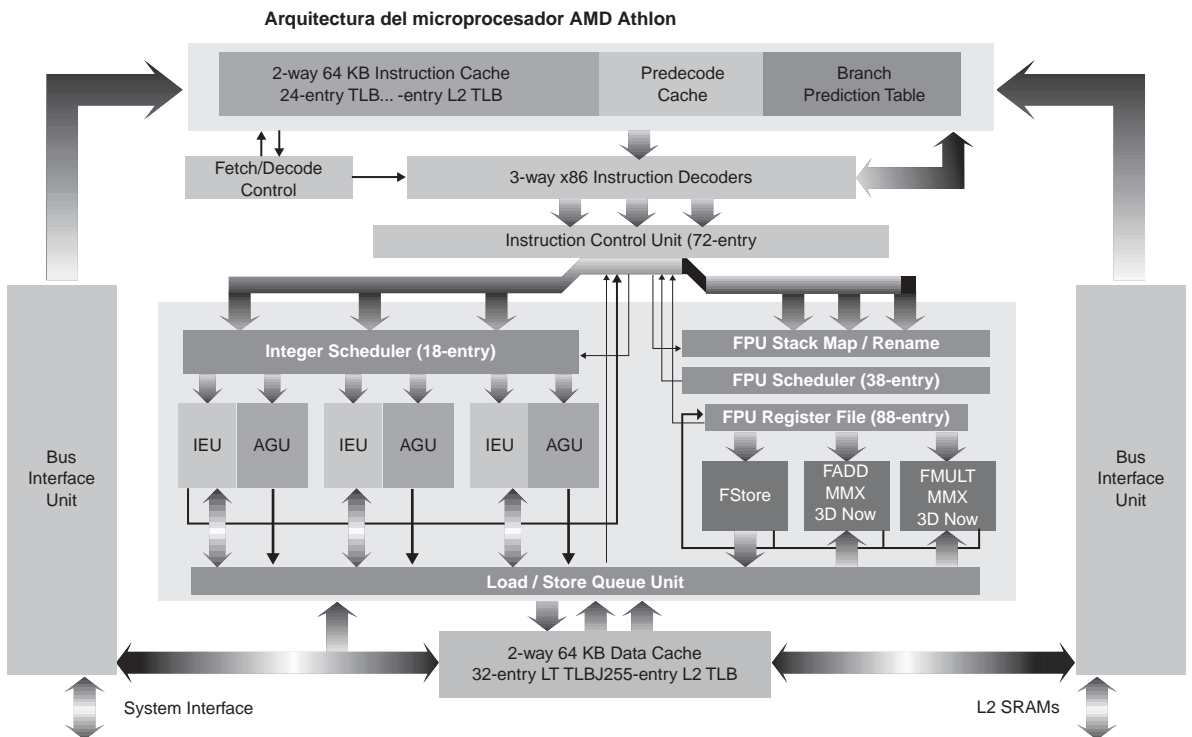 Arquitectura del microprocesador AMD Athlon
2-way 64 KB Instruction Cache
24-entry TLB... -entry L2 TLB
Predecode
Cache
Branch
Prediction Table
Fetch/Decode
Control
3-way x86 Instruction Decoders
Instruction Control Unit (72-entry
Integer Scheduler (18-entry)
FPU Stack Map / Rename
FPU Scheduler (38-entry)
FPU Register File (88-entry)
IEU
AGU
IEU
AGU
IEU
AGU
FStore
FADD
MMX
3D Now
FMULT
MMX
3D Now
Bus
Interface
Unit
Bus
Interface
Unit
Load / Store Queue Unit
2-way 64 KB Data Cache
32-entry LT TLBJ255-entry L2 TLB
System Interface
L2 SRAMs